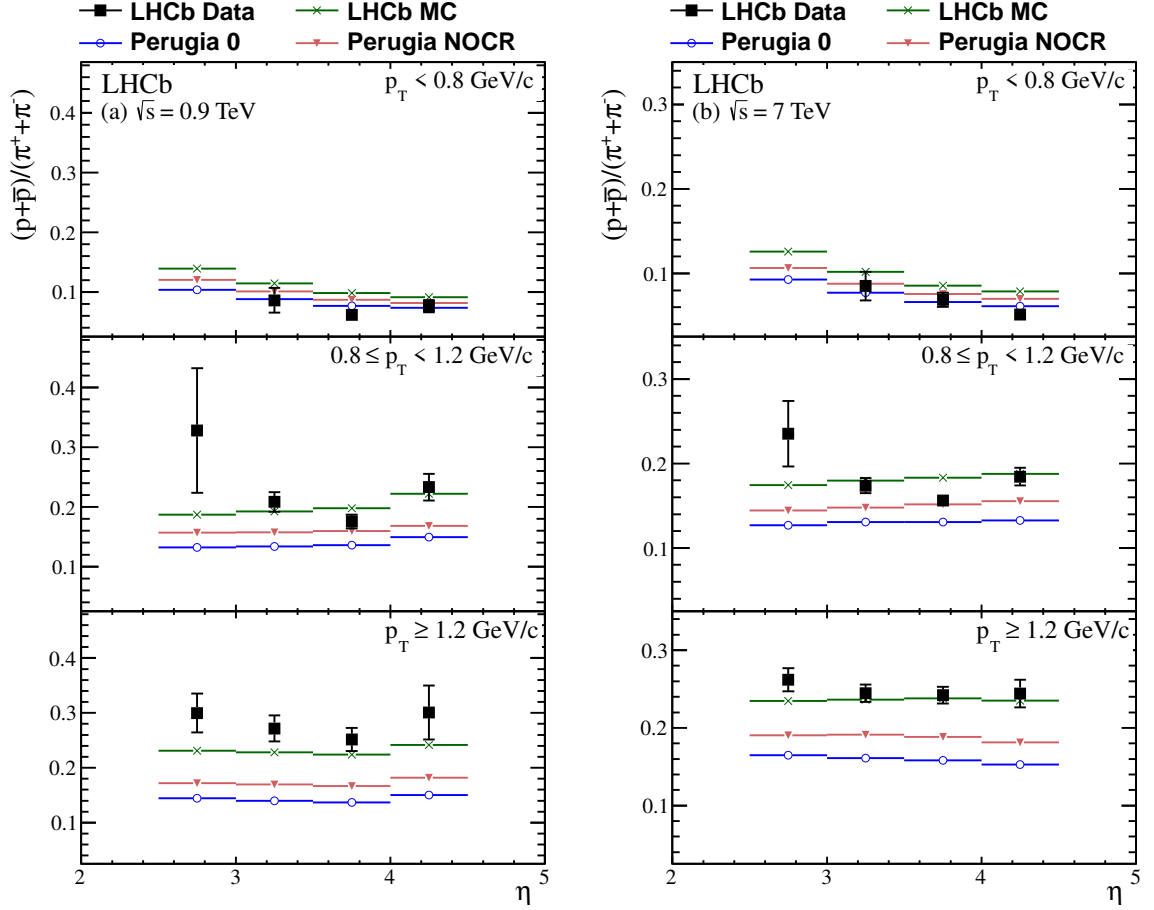 LHCb Data
LHCb MC
Perugia 0
Perugia NOCR
LHCb
p_T < 0.8 GeV/c
(a) √s = 0.9 TeV
(p+p̅)/(π⁺+π⁻)
0.4
0.3
0.2
0.1
0.8 ≤ p_T < 1.2 GeV/c
0.4
0.3
0.2
0.1
p_T ≥ 1.2 GeV/c
0.4
0.3
0.2
0.1
2 3 4 5
η
LHCb Data
LHCb MC
Perugia 0
Perugia NOCR
LHCb
p_T < 0.8 GeV/c
(b) √s = 7 TeV
(p+p̅)/(π⁺+π⁻)
0.3
0.2
0.1
0.8 ≤ p_T < 1.2 GeV/c
0.3
0.2
0.1
p_T ≥ 1.2 GeV/c
0.3
0.2
0.1
2 3 4 5
η